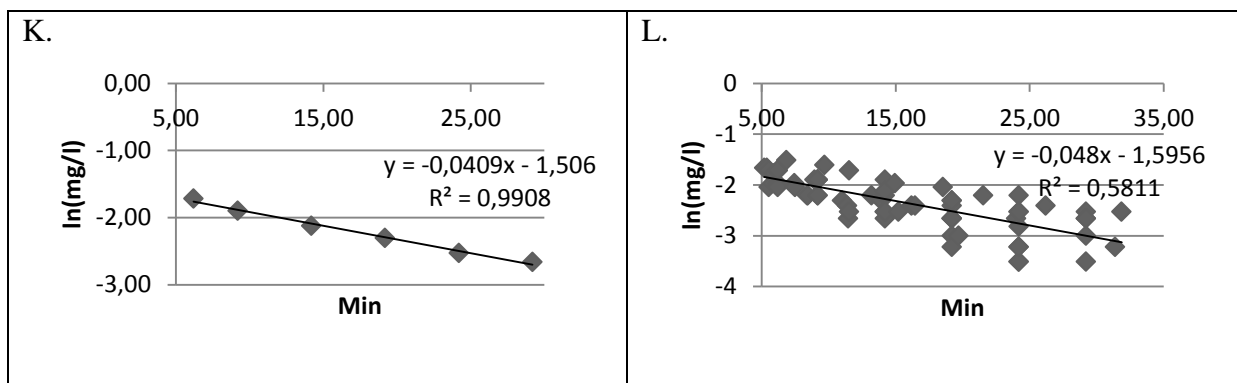 K.
0,00
5,00 15,00 25,00
-1,00
y = -0,0409x - 1,506
R² = 0,9908
-2,00
-3,00
ln(mg/l)
Min
L.
0
5,00 15,00 25,00 35,00
-1
y = -0,048x - 1,5956
R² = 0,5811
-2
-3
-4
ln(mg/l)
Min